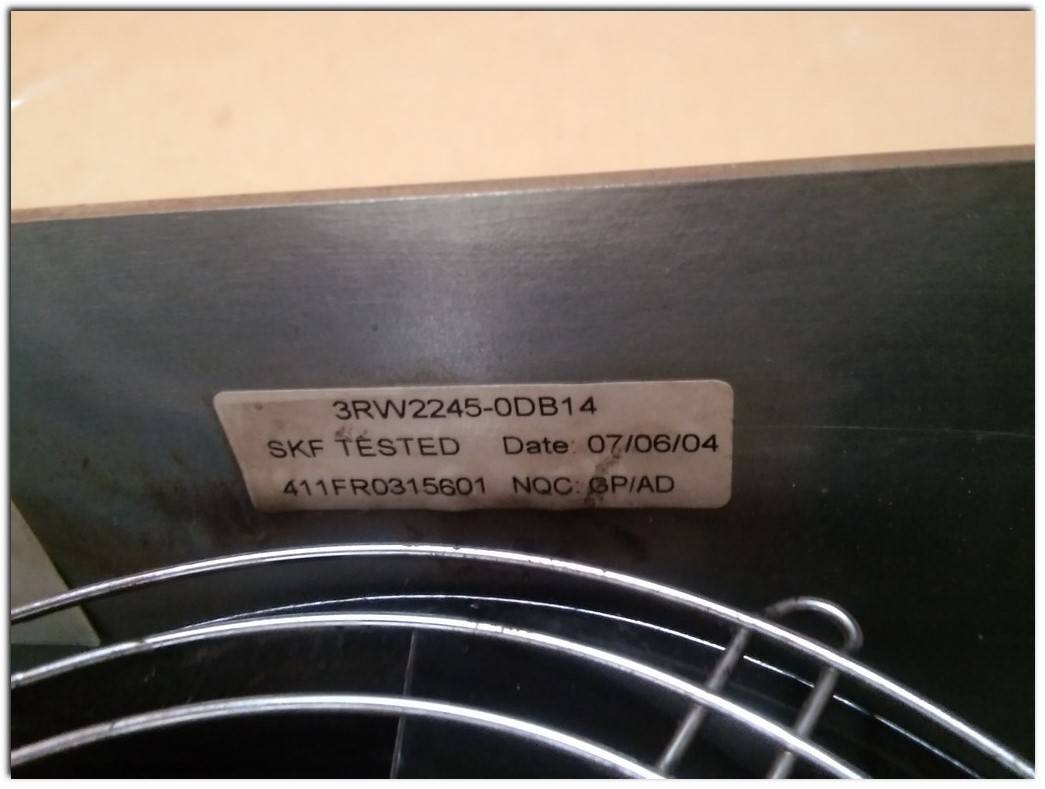 3RW2245-0DB14
SKF TESTED Date: 07/06/04
411FR0315601 NQC: GP/AD